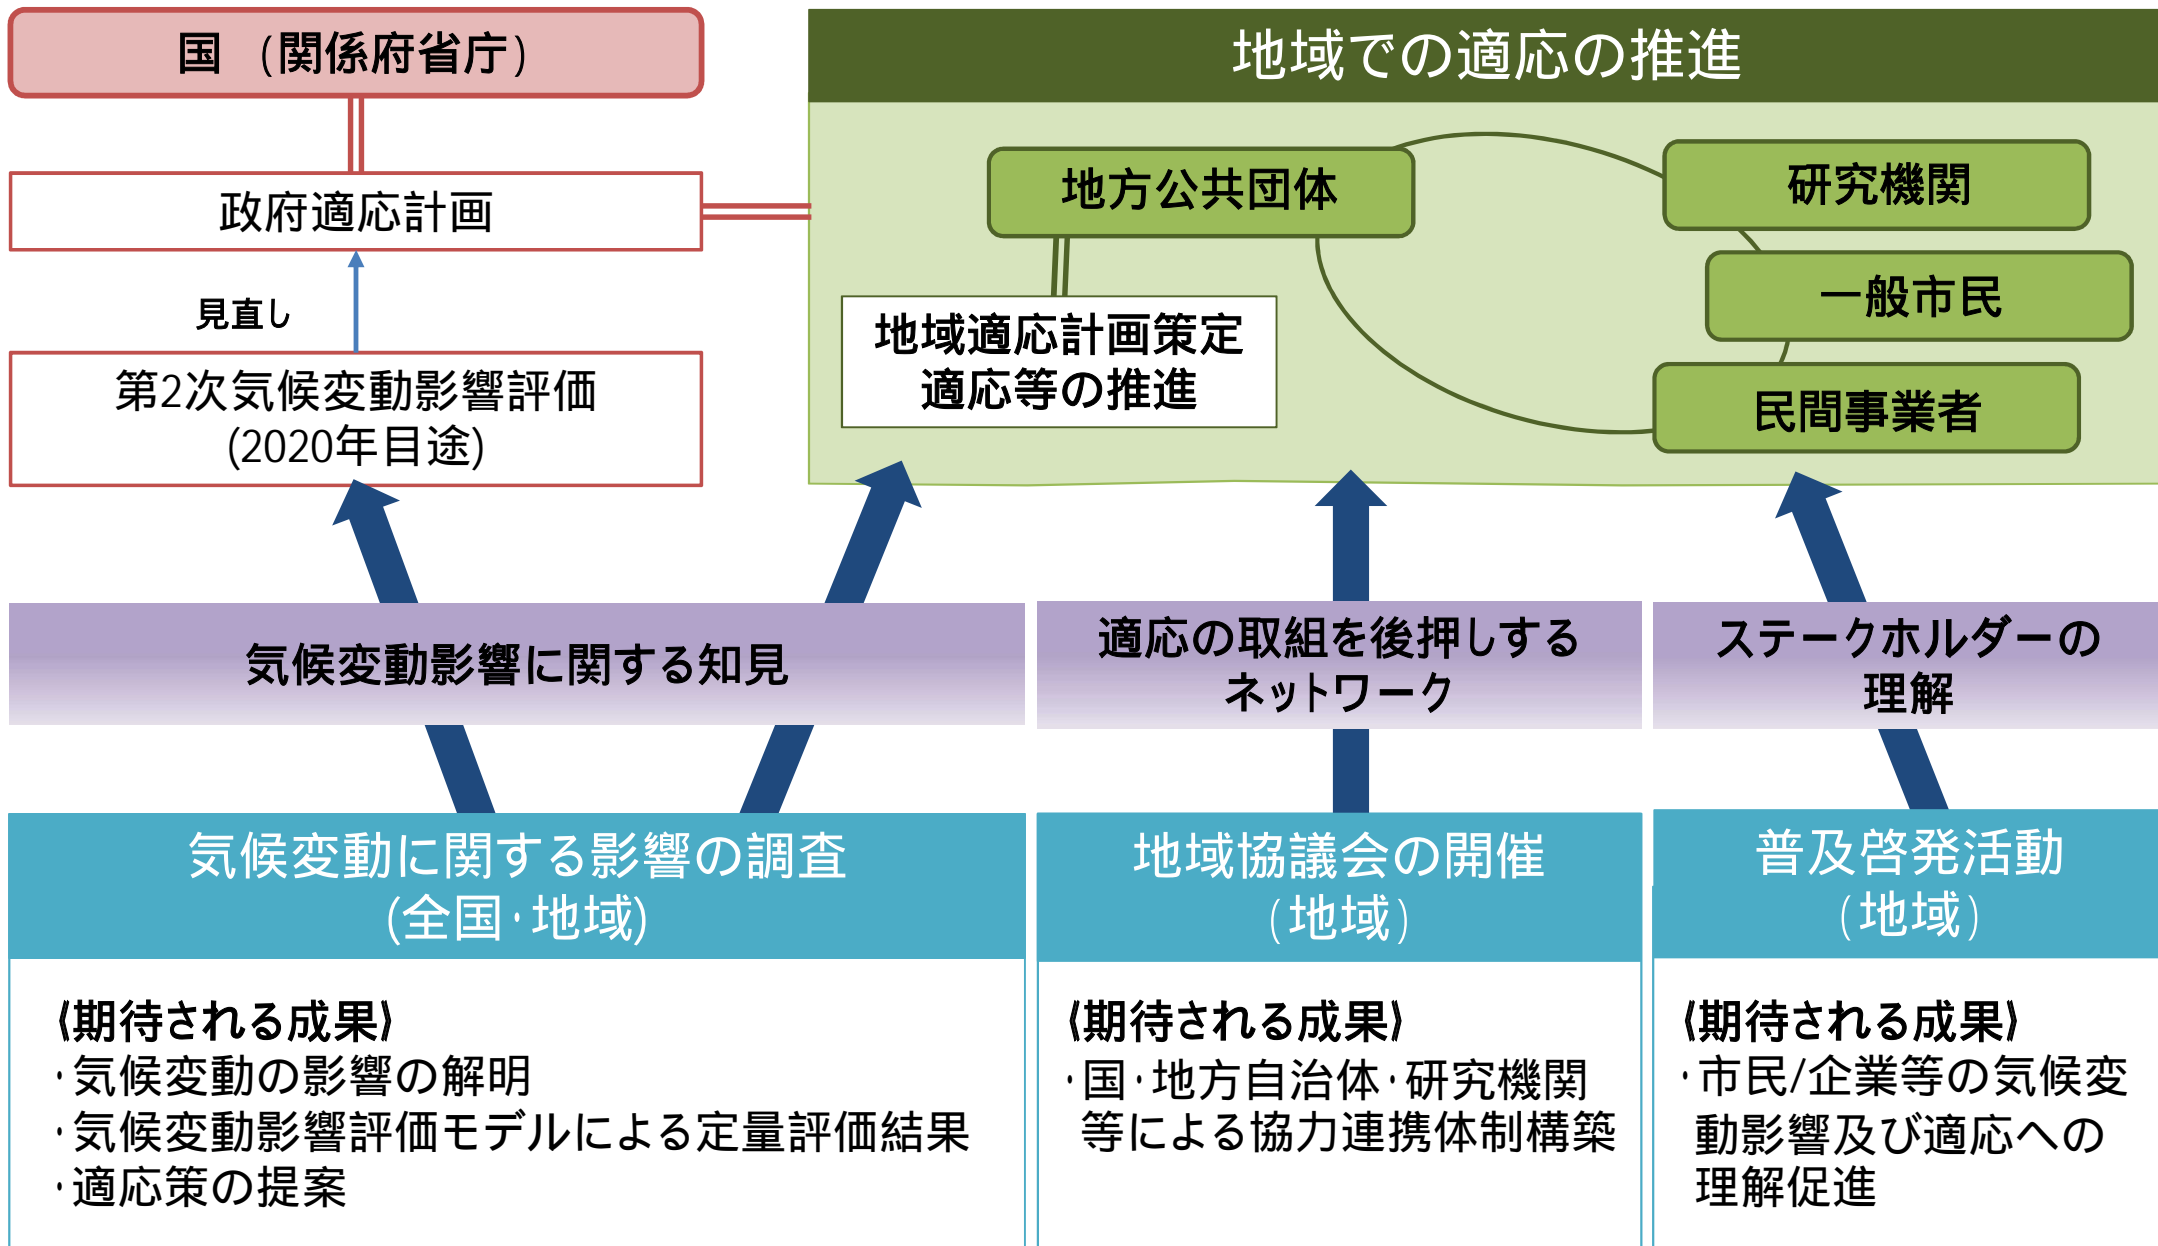 国 (関係府省庁)
政府適応計画
見直し
第2次気候変動影響評価
(2020年目途)
地域での適応の推進
地方公共団体
研究機関
一般市民
民間事業者
地域適応計画策定
適応等の推進
気候変動影響に関する知見
適応の取組を後押しする
ネットワーク
ステークホルダーの
理解
気候変動に関する影響の調査
(全国・地域)
《期待される成果》
・気候変動の影響の解明
・気候変動影響評価モデルによる定量評価結果
・適応策の提案
地域協議会の開催
(地域)
《期待される成果》
・国・地方自治体・研究機関
等による協力連携体制構築
普及啓発活動
(地域)
《期待される成果》
・市民/企業等の気候変
動影響及び適応への
理解促進